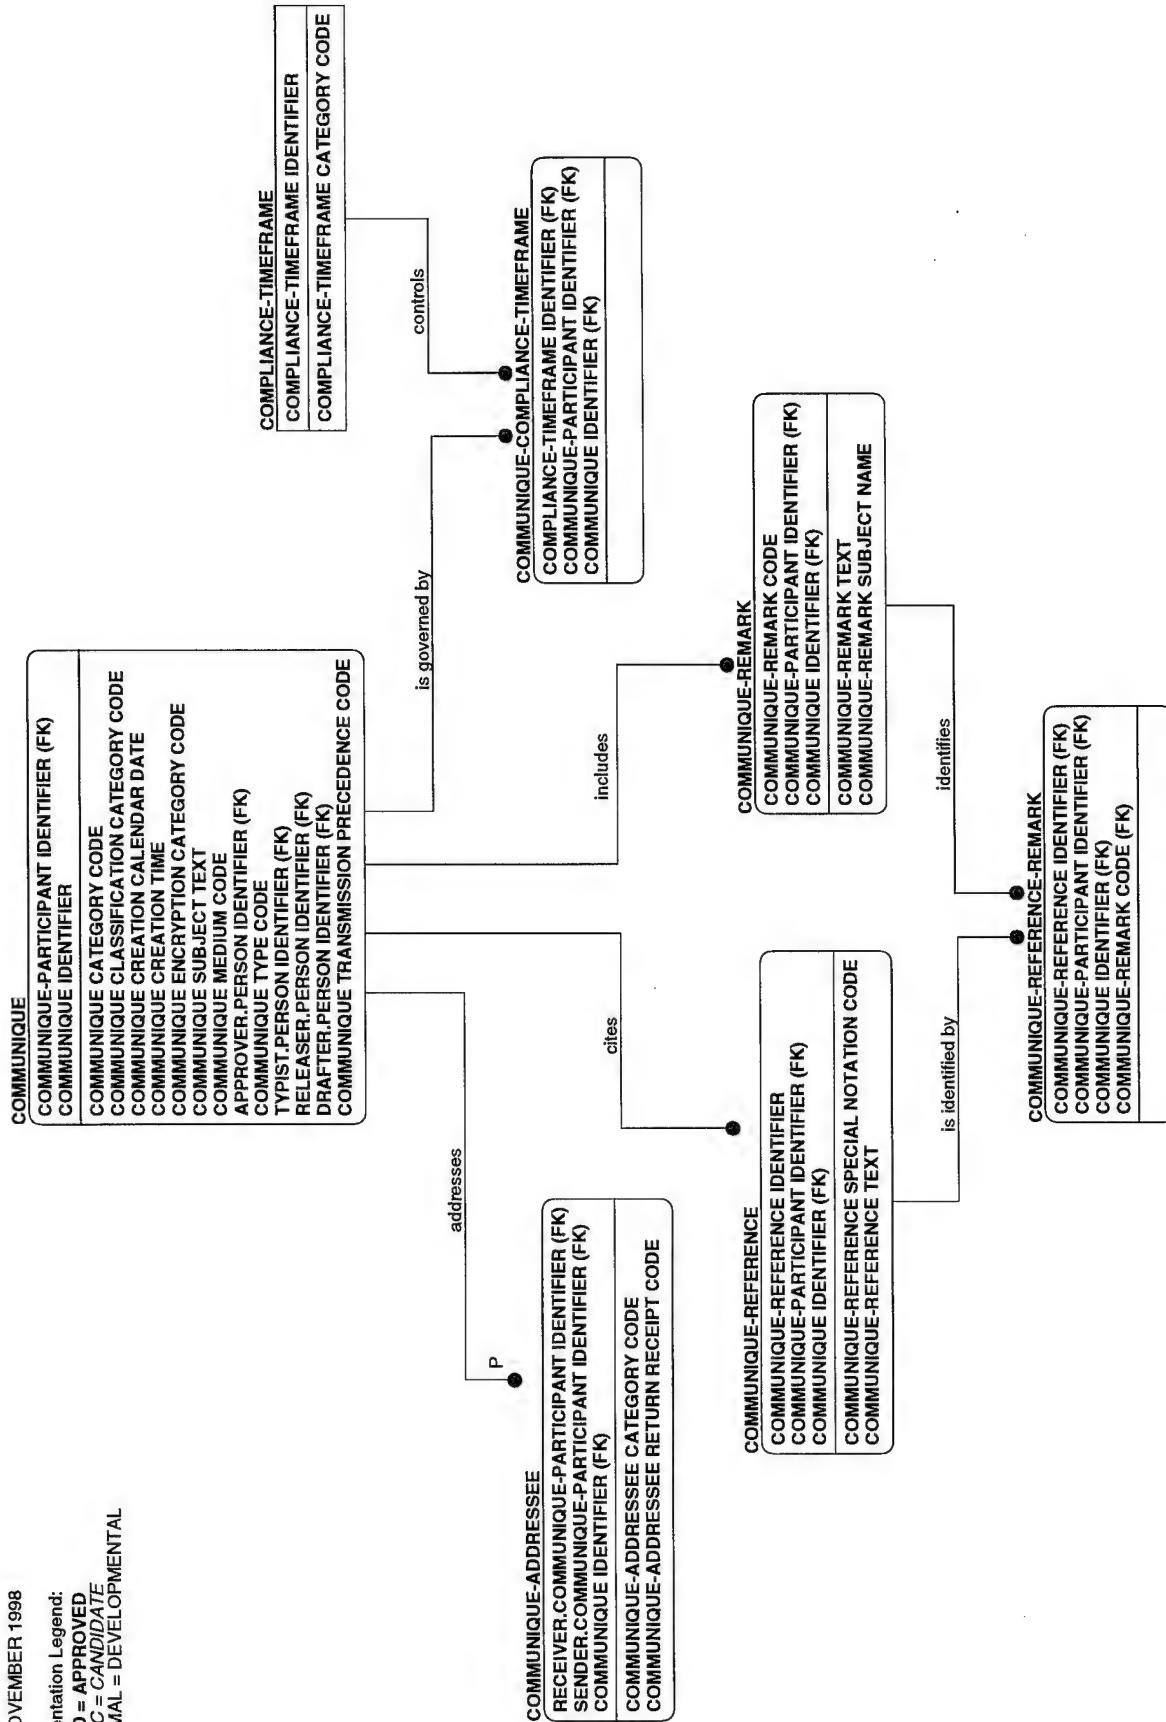 OVEMBER 1998
entation Legend:
D = APPROVED
C = CANDIDATE
MAL = DEVELOPMENTAL
COMMUNIQUE
COMMUNIQUE-PARTICIPANT IDENTIFIER (FK)
COMMUNIQUE IDENTIFIER
COMMUNIQUE CATEGORY CODE
COMMUNIQUE CLASSIFICATION CATEGORY CODE
COMMUNIQUE CREATION CALENDAR DATE
COMMUNIQUE CREATION TIME
COMMUNIQUE ENCRYPTION CATEGORY CODE
COMMUNIQUE SUBJECT TEXT
COMMUNIQUE MEDIUM CODE
APPROVER.PERSON IDENTIFIER (FK)
COMMUNIQUE TYPE CODE
TYPIST.PERSON IDENTIFIER (FK)
RELEASER.PERSON IDENTIFIER (FK)
DRAFTER.PERSON IDENTIFIER (FK)
COMMUNIQUE TRANSMISSION PRECEDENCE CODE
COMPLIANCE-TIMEFRAME
COMPLIANCE-TIMEFRAME IDENTIFIER
COMPLIANCE-TIMEFRAME CATEGORY CODE
addresses
P
cites
includes
is governed by
controls
COMMUNIQUE-ADDRESSEE
RECEIVER.COMMUNIQUE-PARTICIPANT IDENTIFIER (FK)
SENDER.COMMUNIQUE-PARTICIPANT IDENTIFIER (FK)
COMMUNIQUE IDENTIFIER (FK)
COMMUNIQUE-ADDRESSEE CATEGORY CODE
COMMUNIQUE-ADDRESSEE RETURN RECEIPT CODE
COMMUNIQUE-COMPLIANCE-TIMEFRAME
COMPLIANCE-TIMEFRAME IDENTIFIER (FK)
COMMUNIQUE-PARTICIPANT IDENTIFIER (FK)
COMMUNIQUE IDENTIFIER (FK)
COMMUNIQUE-REFERENCE
COMMUNIQUE-REFERENCE IDENTIFIER
COMMUNIQUE-PARTICIPANT IDENTIFIER (FK)
COMMUNIQUE IDENTIFIER (FK)
COMMUNIQUE-REFERENCE SPECIAL NOTATION CODE
COMMUNIQUE-REFERENCE TEXT
COMMUNIQUE-REMARK
COMMUNIQUE-REMARK CODE
COMMUNIQUE-PARTICIPANT IDENTIFIER (FK)
COMMUNIQUE IDENTIFIER (FK)
COMMUNIQUE-REMARK TEXT
COMMUNIQUE-REMARK SUBJECT NAME
is identified by
identifies
COMMUNIQUE-REFERENCE-REMARK
COMMUNIQUE-REFERENCE IDENTIFIER (FK)
COMMUNIQUE-PARTICIPANT IDENTIFIER (FK)
COMMUNIQUE IDENTIFIER (FK)
COMMUNIQUE-REMARK CODE (FK)